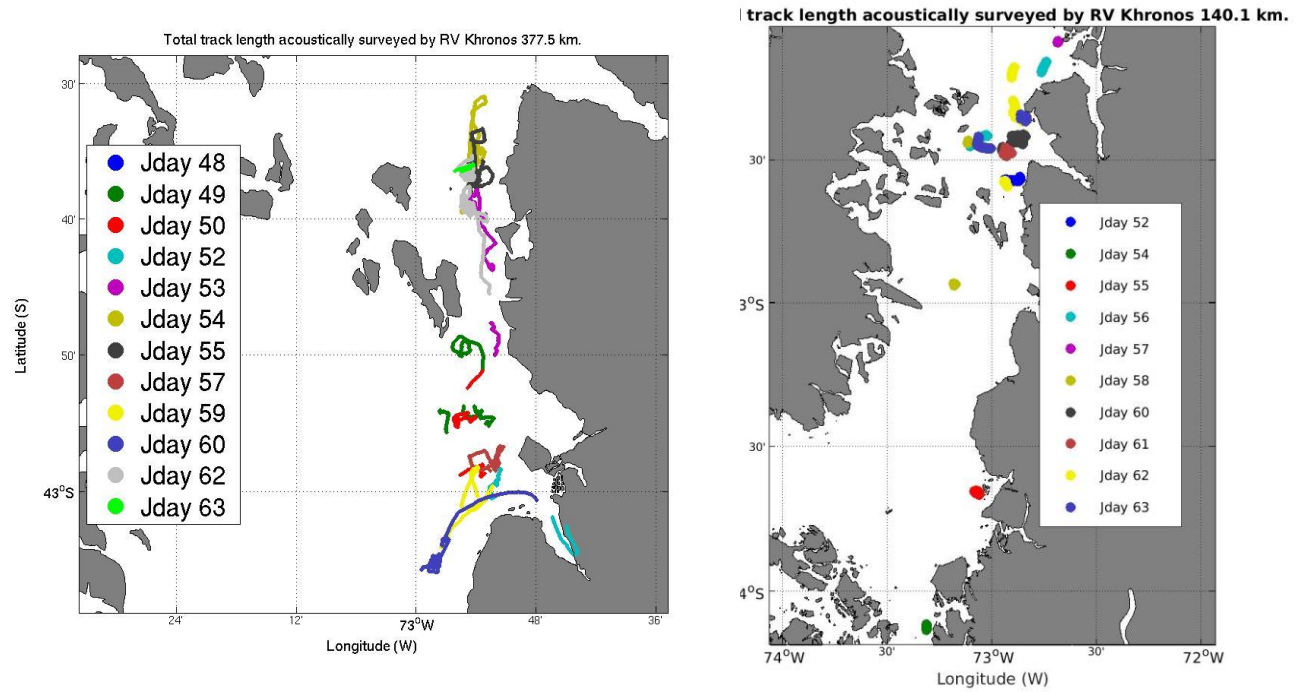 Total track length acoustically surveyed by RV Khronos 377.5 km.
30'
40'
50'
43°S
Latitude (S)
24'
12'
73°W
48'
36'
Longitude (W)
Jday 48
Jday 49
Jday 50
Jday 52
Jday 53
Jday 54
Jday 55
Jday 57
Jday 59
Jday 60
Jday 62
Jday 63
track length acoustically surveyed by RV Khronos 140.1 km.
30'
3°S
30'
4°S
74°W
30'
73°W
30'
72°W
Longitude (W)
Jday 52
Jday 54
Jday 55
Jday 56
Jday 57
Jday 58
Jday 60
Jday 61
Jday 62
Jday 63